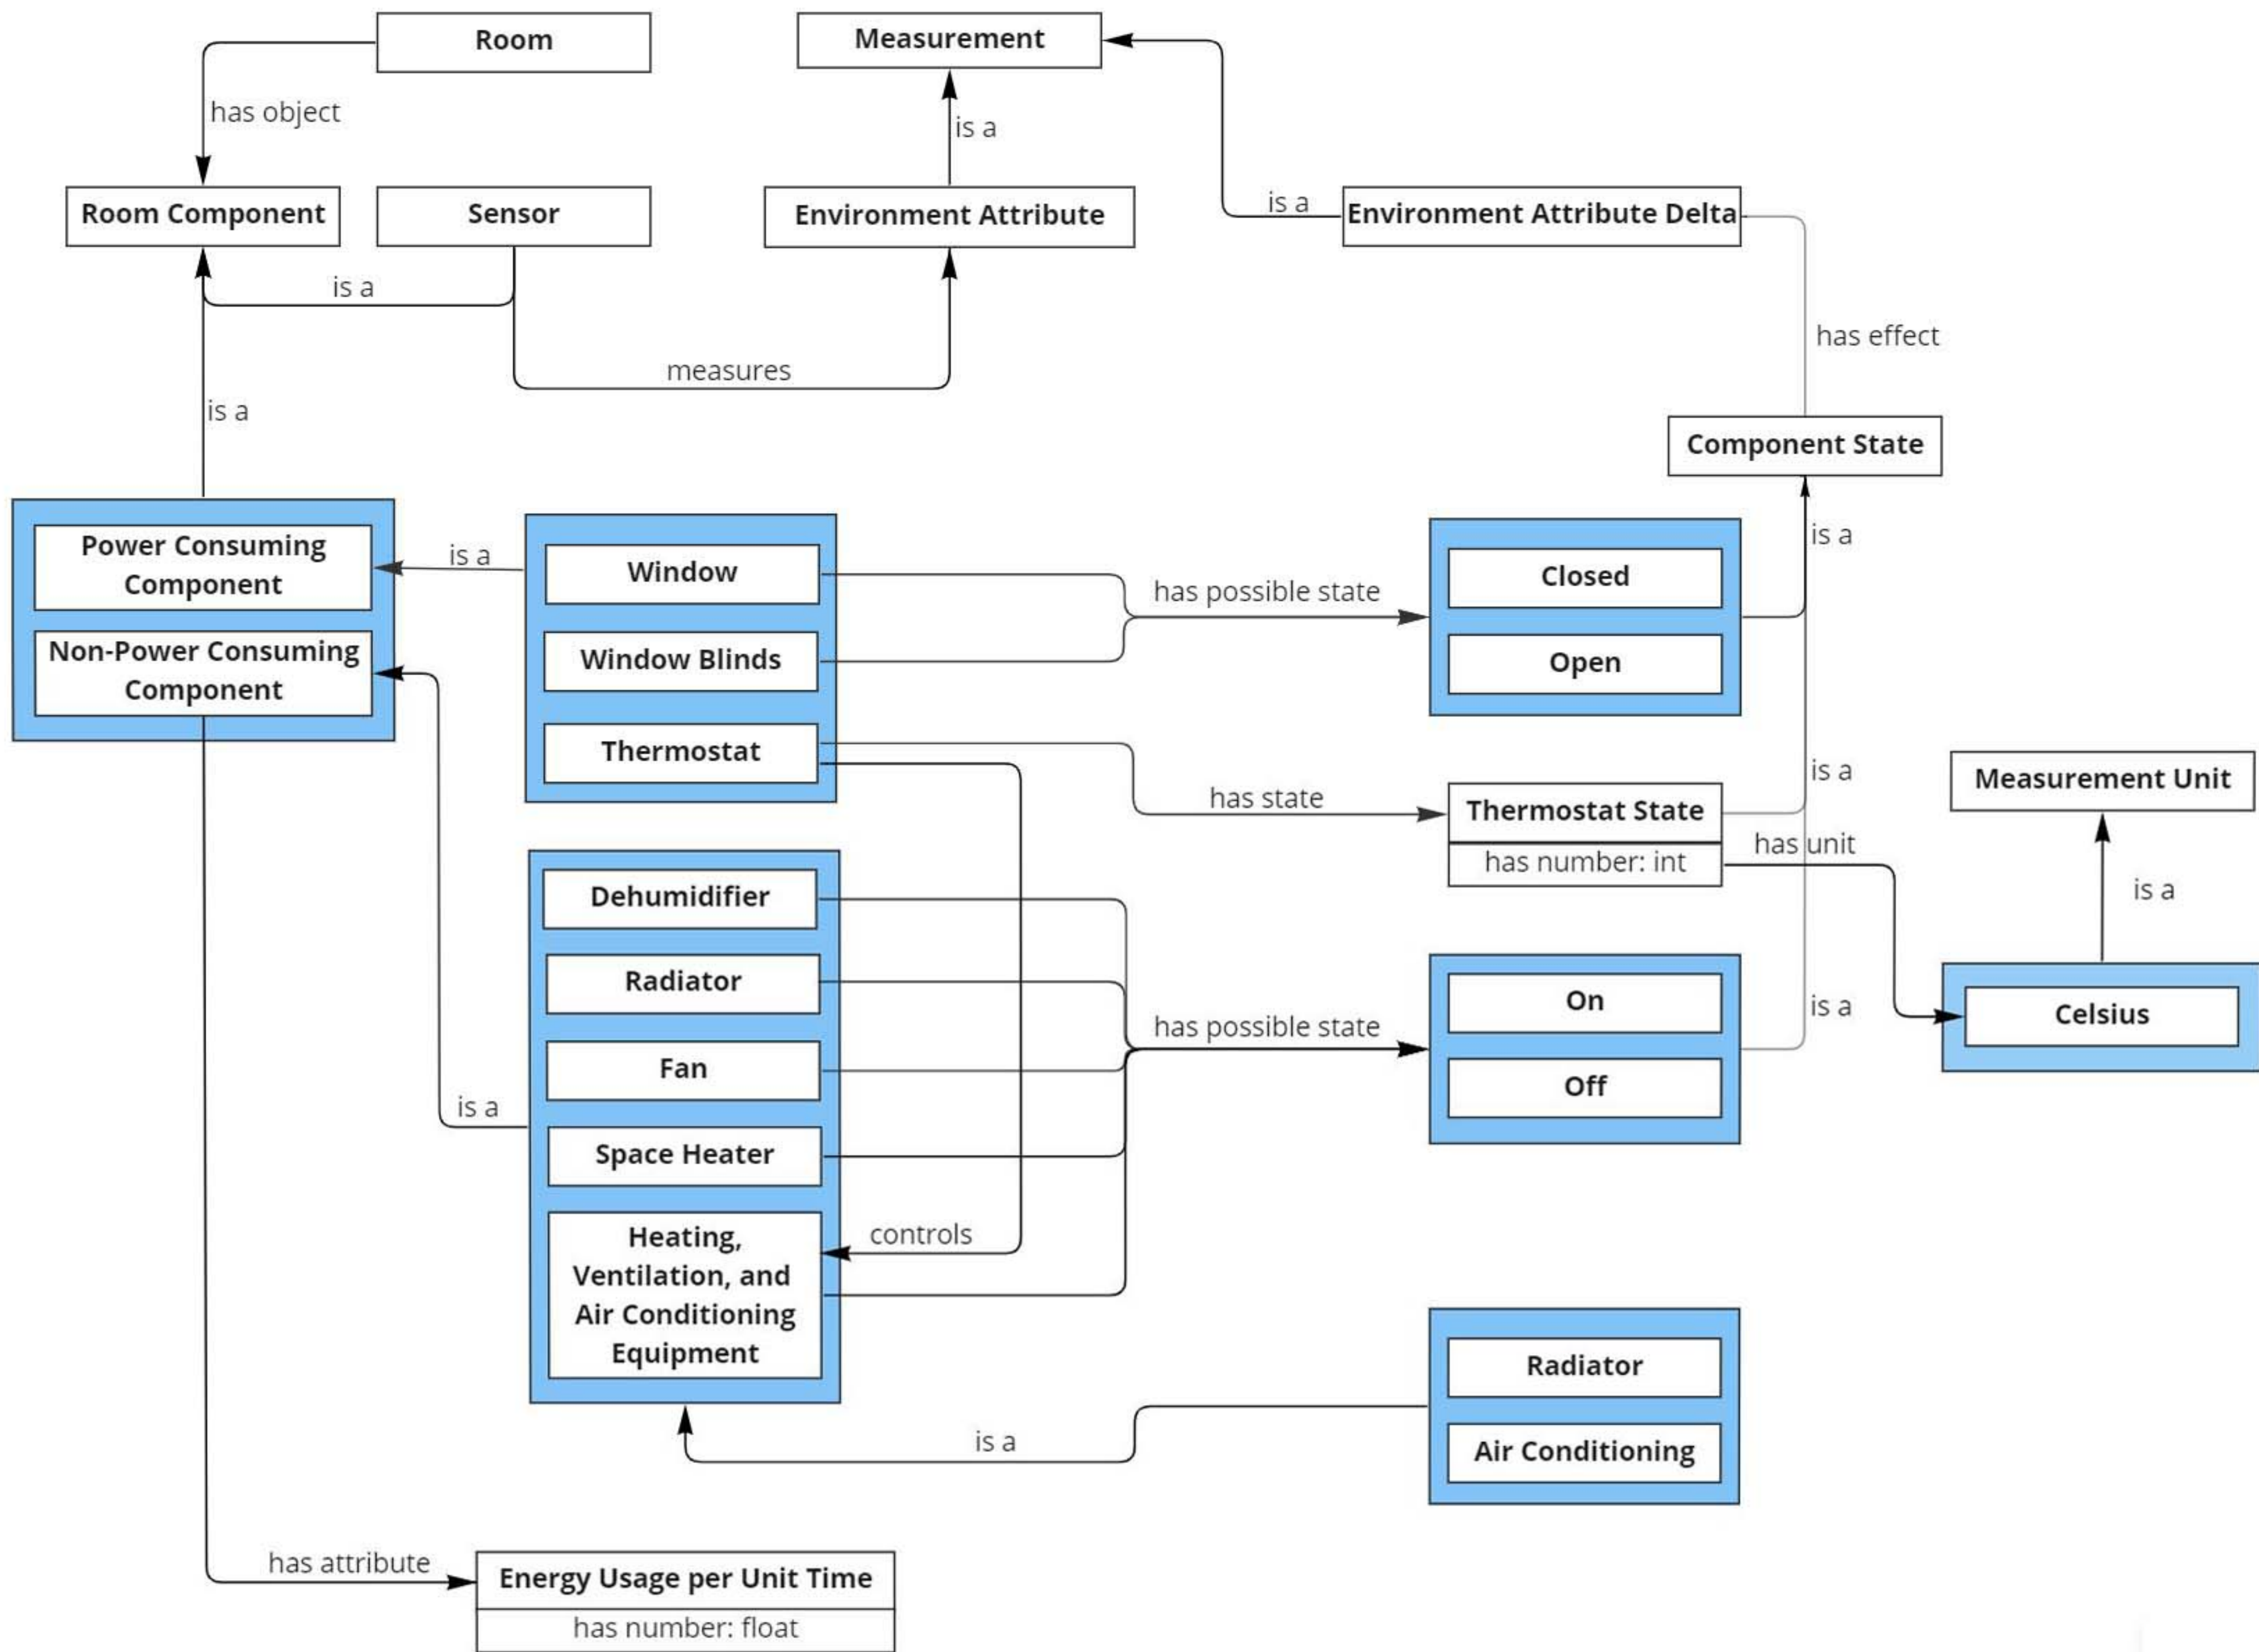 Room
Measurement
has object
is a
Room Component
Sensor
Environment Attribute
is a
Environment Attribute Delta
is a
has effect
measures
is a
Component State
Power Consuming
Component
is a
Window
has possible state
Closed
is a
Non-Power Consuming
Component
Window Blinds
Open
Thermostat
has state
Thermostat State
has number: int
is a
Measurement Unit
has unit
is a
Dehumidifier
Radiator
Fan
Space Heater
Heating,
Ventilation, and
Air Conditioning
Equipment
is a
controls
has possible state
On
Off
is a
Celsius
Radiator
Air Conditioning
is a
has attribute
Energy Usage per Unit Time
has number: float